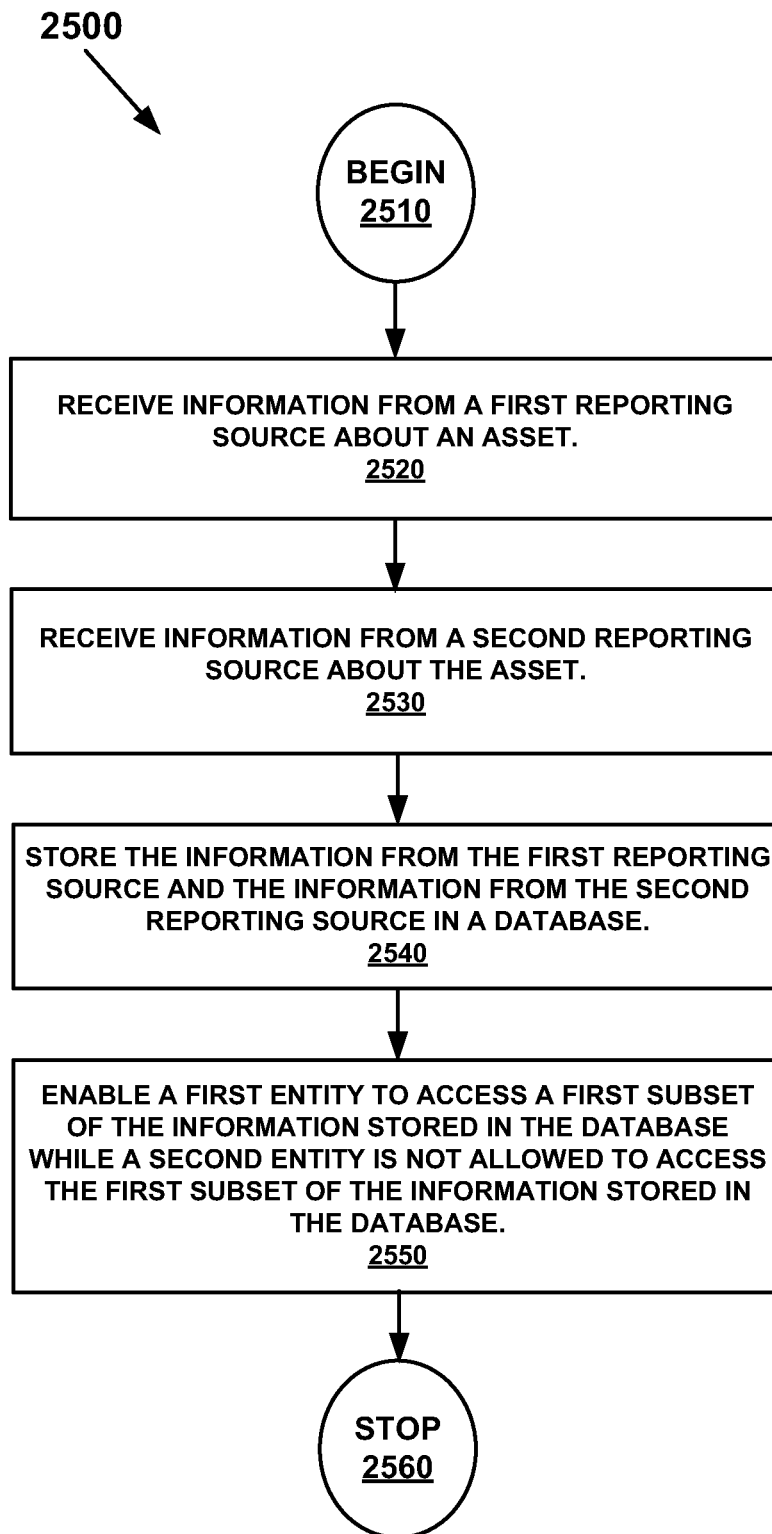 2500
BEGIN
2510
RECEIVE INFORMATION FROM A FIRST REPORTING
SOURCE ABOUT AN ASSET.
2520
RECEIVE INFORMATION FROM A SECOND REPORTING
SOURCE ABOUT THE ASSET.
2530
STORE THE INFORMATION FROM THE FIRST REPORTING
SOURCE AND THE INFORMATION FROM THE SECOND
REPORTING SOURCE IN A DATABASE.
2540
ENABLE A FIRST ENTITY TO ACCESS A FIRST SUBSET
OF THE INFORMATION STORED IN THE DATABASE
WHILE A SECOND ENTITY IS NOT ALLOWED TO ACCESS
THE FIRST SUBSET OF THE INFORMATION STORED IN
THE DATABASE.
2550
STOP
2560